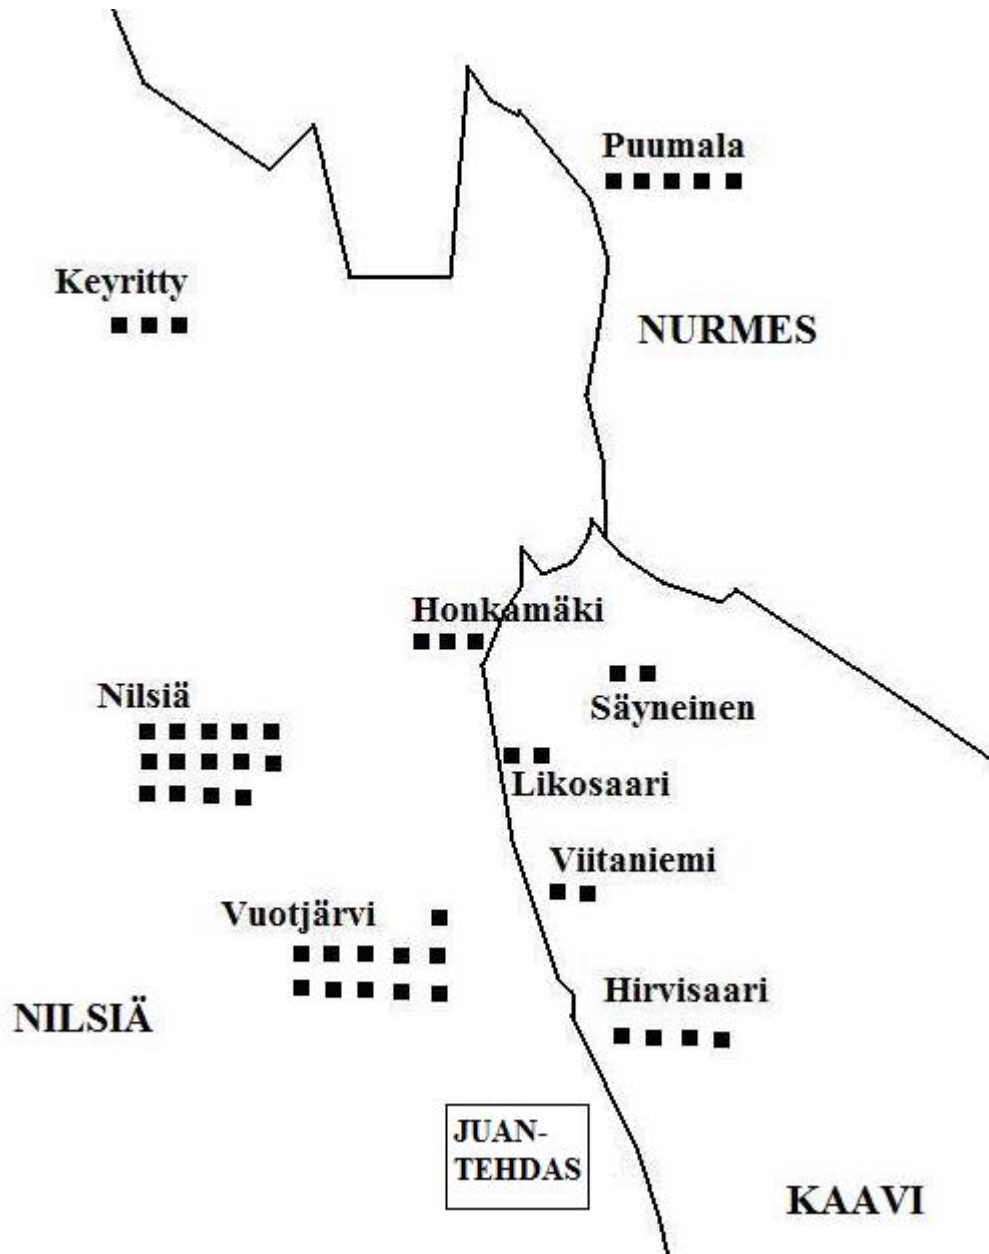 Puumala
Keyritty
NURMES
Honkamäki
Nilsiä
Säyneinen
Likosaari
Viitaniemi
Vuotjärvi
Hirvisaari
NILSIÄ
JUAN-
TEHDAS
KAAVI